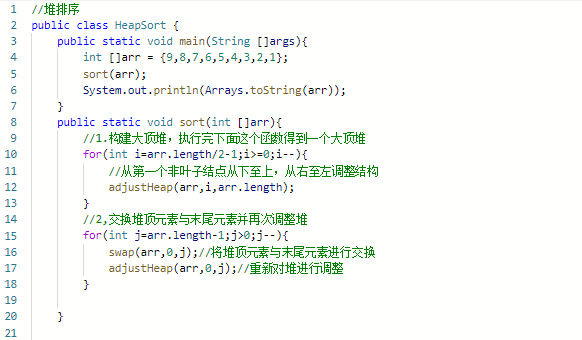 1 //堆排序
2 public class HeapSort {
3 public static void main(String []args){
4 int []arr = {9,8,7,6,5,4,3,2,1};
5 sort(arr);
6 System.out.println(Arrays.toString(arr));
7 }
8 public static void sort(int []arr){
9 //1.构建大顶堆，执行完下面这个函数得到一个大顶堆
10 for(int i=arr.length/2-1;i>=0;i--){
11 //从第一个非叶子结点从下至上，从右至左调整结构
12 adjustHeap(arr,i,arr.length);
13 }
14 //2,交换堆顶元素与末尾元素并再次调整堆
15 for(int j=arr.length-1;j>0;j--){
16 swap(arr,0,j);//将堆顶元素与末尾元素进行交换
17 adjustHeap(arr,0,j);//重新对堆进行调整
18 }
19
20 }
21